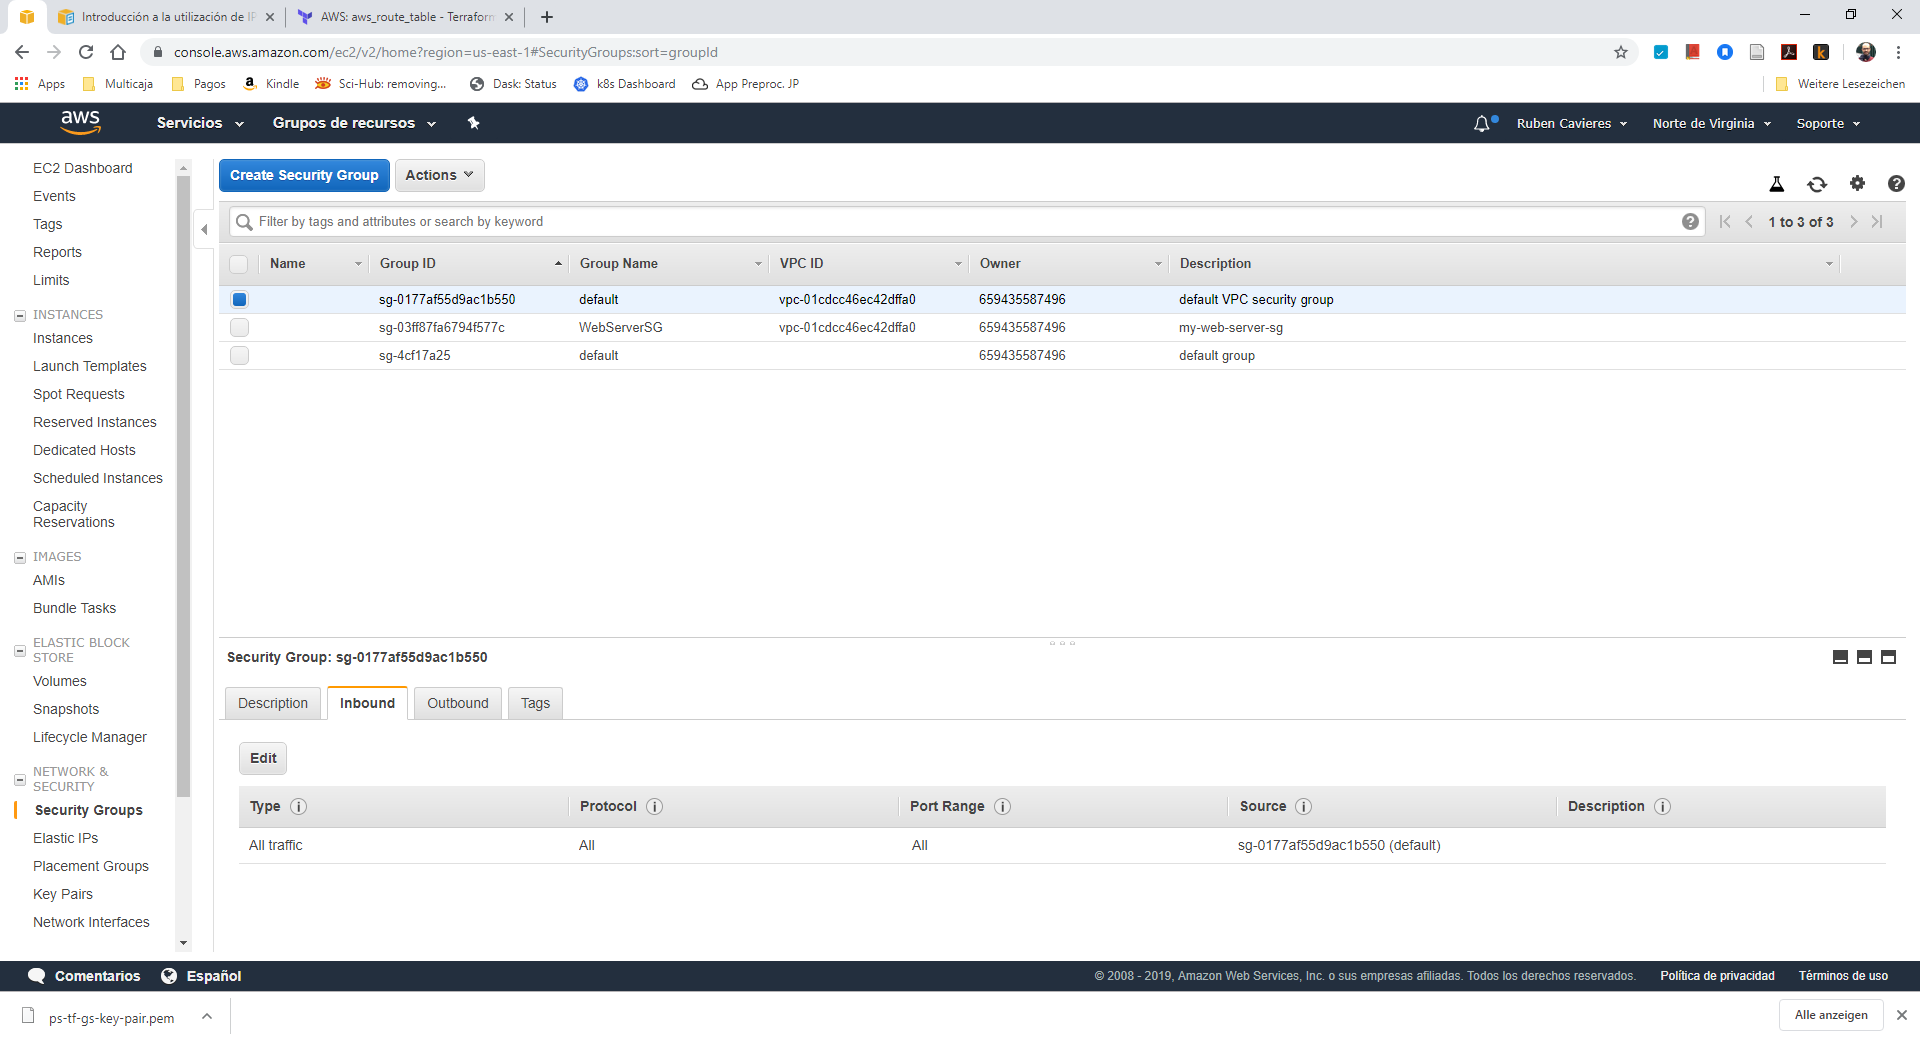 Introducción a la utilización de IP
AWS: aws_route_table - Terraform
console.aws.amazon.com/ec2/v2/home?region=us-east-1#SecurityGroups:sort=groupId
Apps
Multicaja
Pagos
Kindle
Sci-Hub: removing...
Dask: Status
k8s Dashboard
App Preproc. JP
Weitere Lesezeichen
aws
Servicios
Grupos de recursos
Ruben Cavieres
Norte de Virginia
Soporte
EC2 Dashboard
Events
Tags
Reports
Limits
INSTANCES
Instances
Launch Templates
Spot Requests
Reserved Instances
Dedicated Hosts
Scheduled Instances
Capacity
Reservations
IMAGES
AMIs
Bundle Tasks
ELASTIC BLOCK
STORE
Volumes
Snapshots
Lifecycle Manager
NETWORK &
SECURITY
Security Groups
Elastic IPs
Placement Groups
Key Pairs
Network Interfaces
Create Security Group
Actions
Filter by tags and attributes or search by keyword
1 to 3 of 3
Name Group ID Group Name VPC ID Owner Description
sg-0177af55d9ac1b550 default vpc-01cdcc46ec42dffa0 659435587496 default VPC security group
sg-03ff87fa6794f577c WebServerSG vpc-01cdcc46ec42dffa0 659435587496 my-web-server-sg
sg-4cf17a25 default 659435587496 default group
Security Group: sg-0177af55d9ac1b550
Description Inbound Outbound Tags
Edit
Type Protocol Port Range Source Description
All traffic All All sg-0177af55d9ac1b550 (default)
Comentarios
Español
© 2008 - 2019, Amazon Web Services, Inc. o sus empresas afiliadas. Todos los derechos reservados.
Política de privacidad
Términos de uso
ps-tf-gs-key-pair.pem
Alle anzeigen